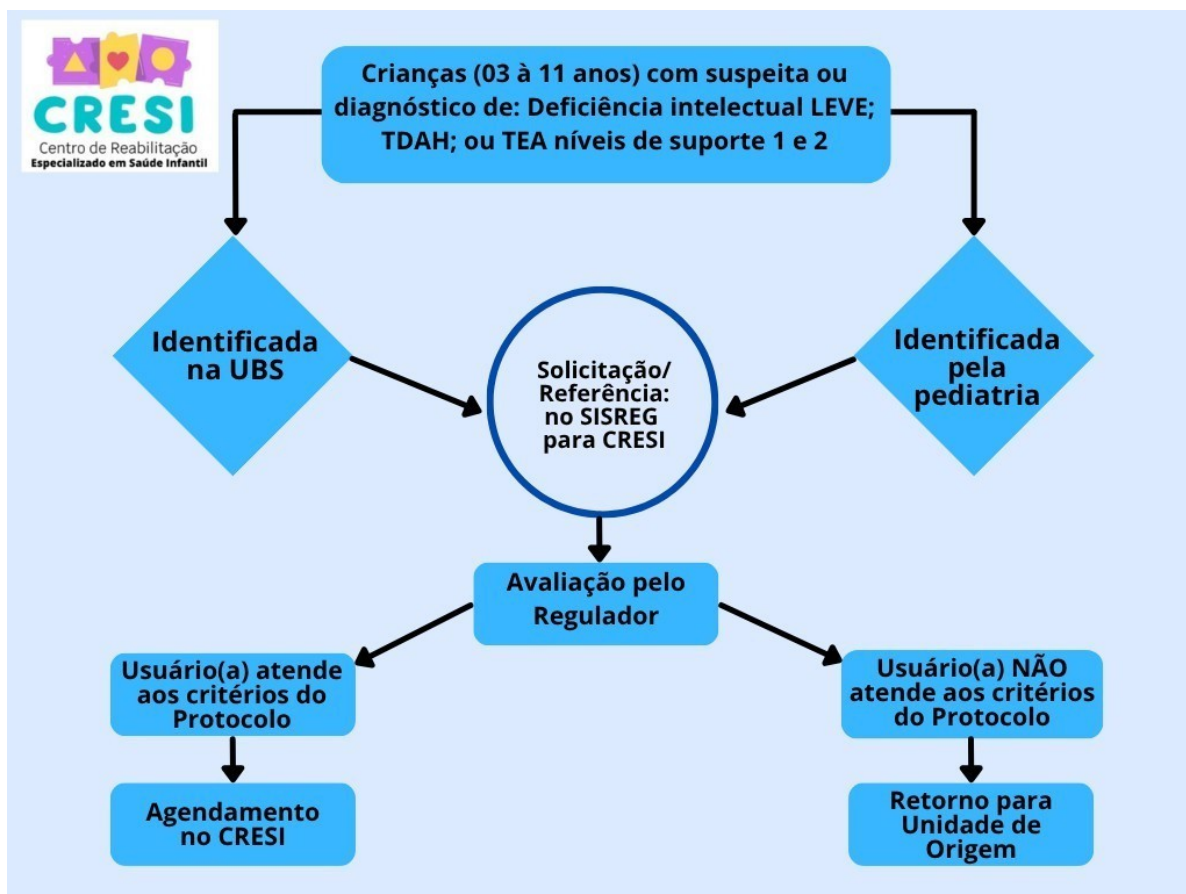 CRESI
Centro de Reabilitação
Especializado em Saúde Infantil
Crianças (03 à 11 anos) com suspeita ou
diagnóstico de: Deficiência intelectual LEVE;
TDAH; ou TEA níveis de suporte 1 e 2
Identificada
na UBS
Solicitação/
Referência:
no SISREG
para CRESI
Identificada
pela
pediatria
Avaliação pelo
Regulador
Usuário(a) atende
aos critérios do
Protocolo
Usuário(a) NÃO
atende aos critérios
do Protocolo
Agendamento
no CRESI
Retorno para
Unidade de
Origem